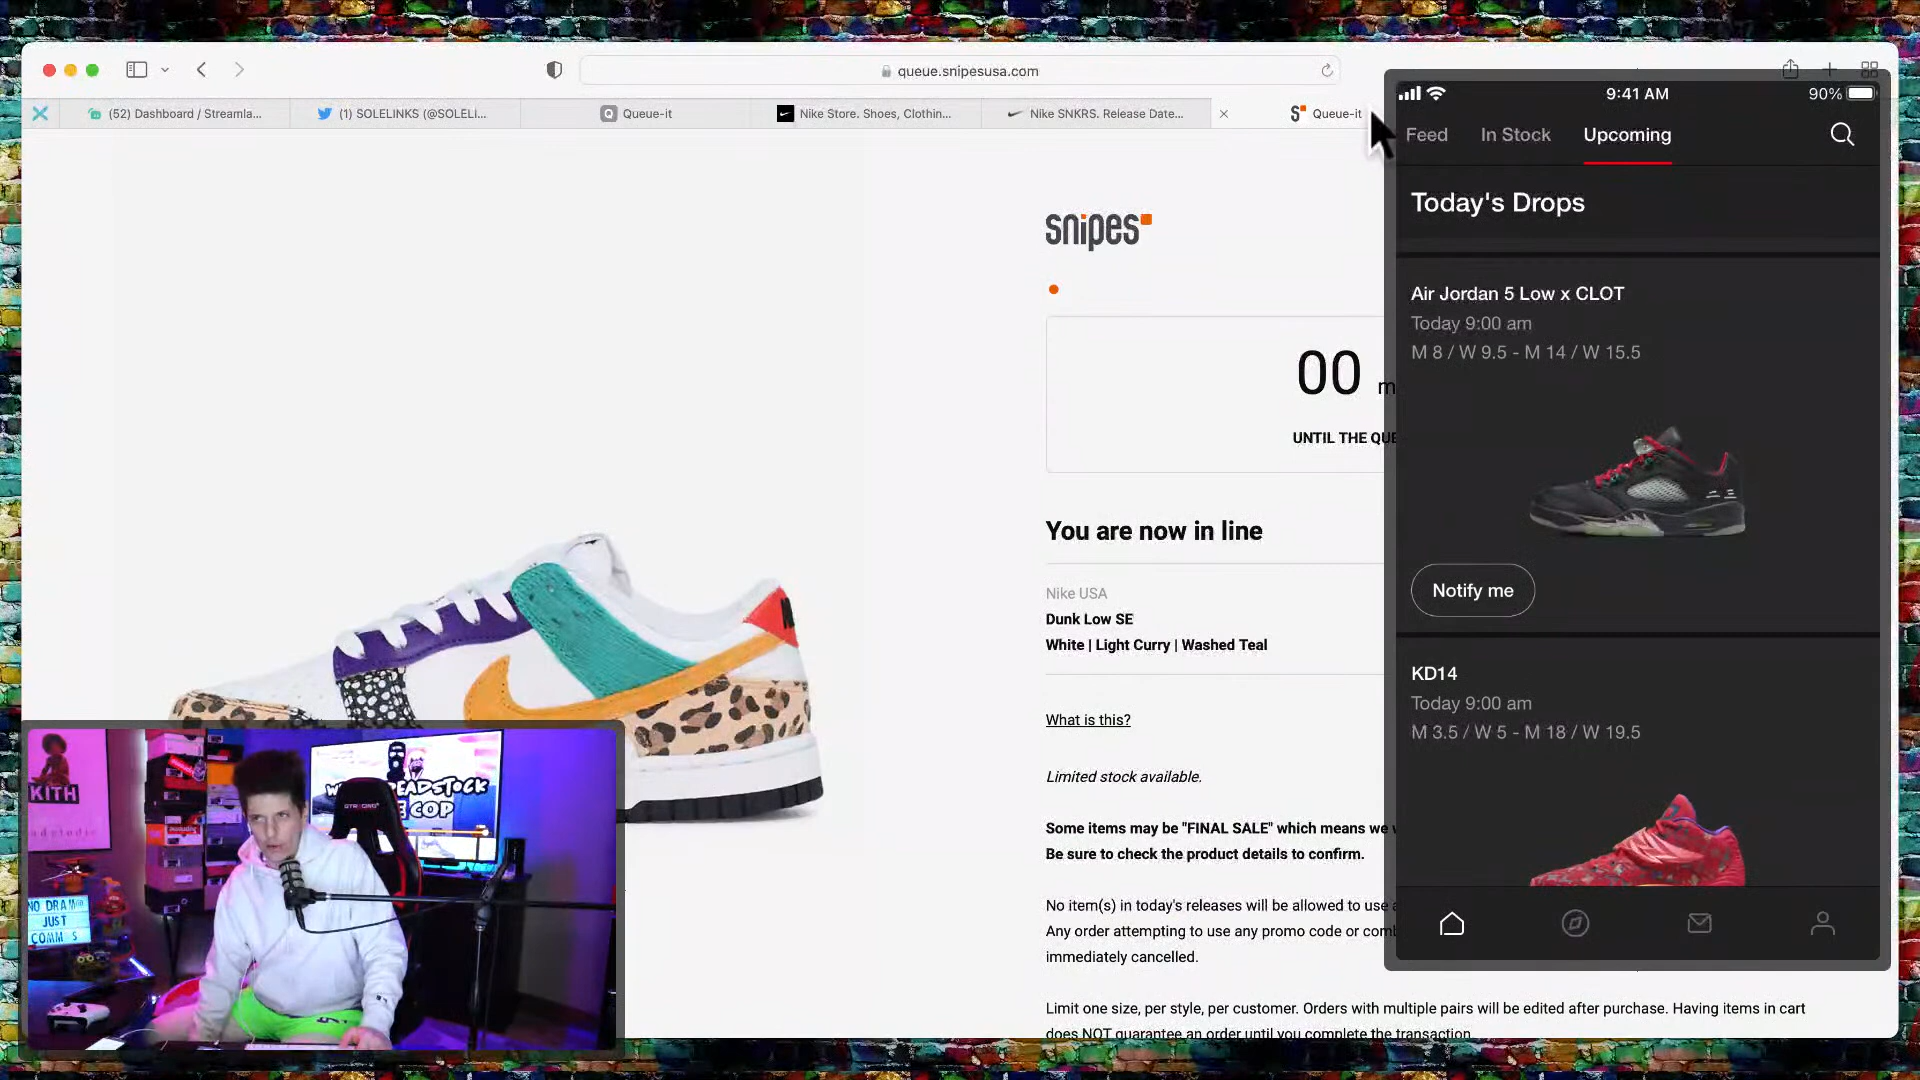 queue.snipesusa.com
(52) Dashboard / Streamla...
(1) SOLELINKS (@SOLELI...
Queue-it
Nike Store. Shoes, Clothin...
Nike SNKRS. Release Date...
Queue-it
snipes
00 m
UNTIL THE QUE
You are now in line
Nike USA
Dunk Low SE
White | Light Curry | Washed Teal
What is this?
Limited stock available.
Some items may be "FINAL SALE" which means we
Be sure to check the product details to confirm.
No item(s) in today's releases will be allowed to use
Any order attempting to use any promo code or comb
immediately cancelled.
Limit one size, per style, per customer. Orders with multiple pairs will be edited after purchase. Having items in cart
does NOT guarantee an order until you complete the transaction
9:41 AM
90%
Feed
In Stock
Upcoming
Today's Drops
Air Jordan 5 Low x CLOT
Today 9:00 am
M 8 / W 9.5 - M 14 / W 15.5
Notify me
KD14
Today 9:00 am
M 3.5 / W 5 - M 18 / W 19.5
KITH
COP
NO DRAM
JUST